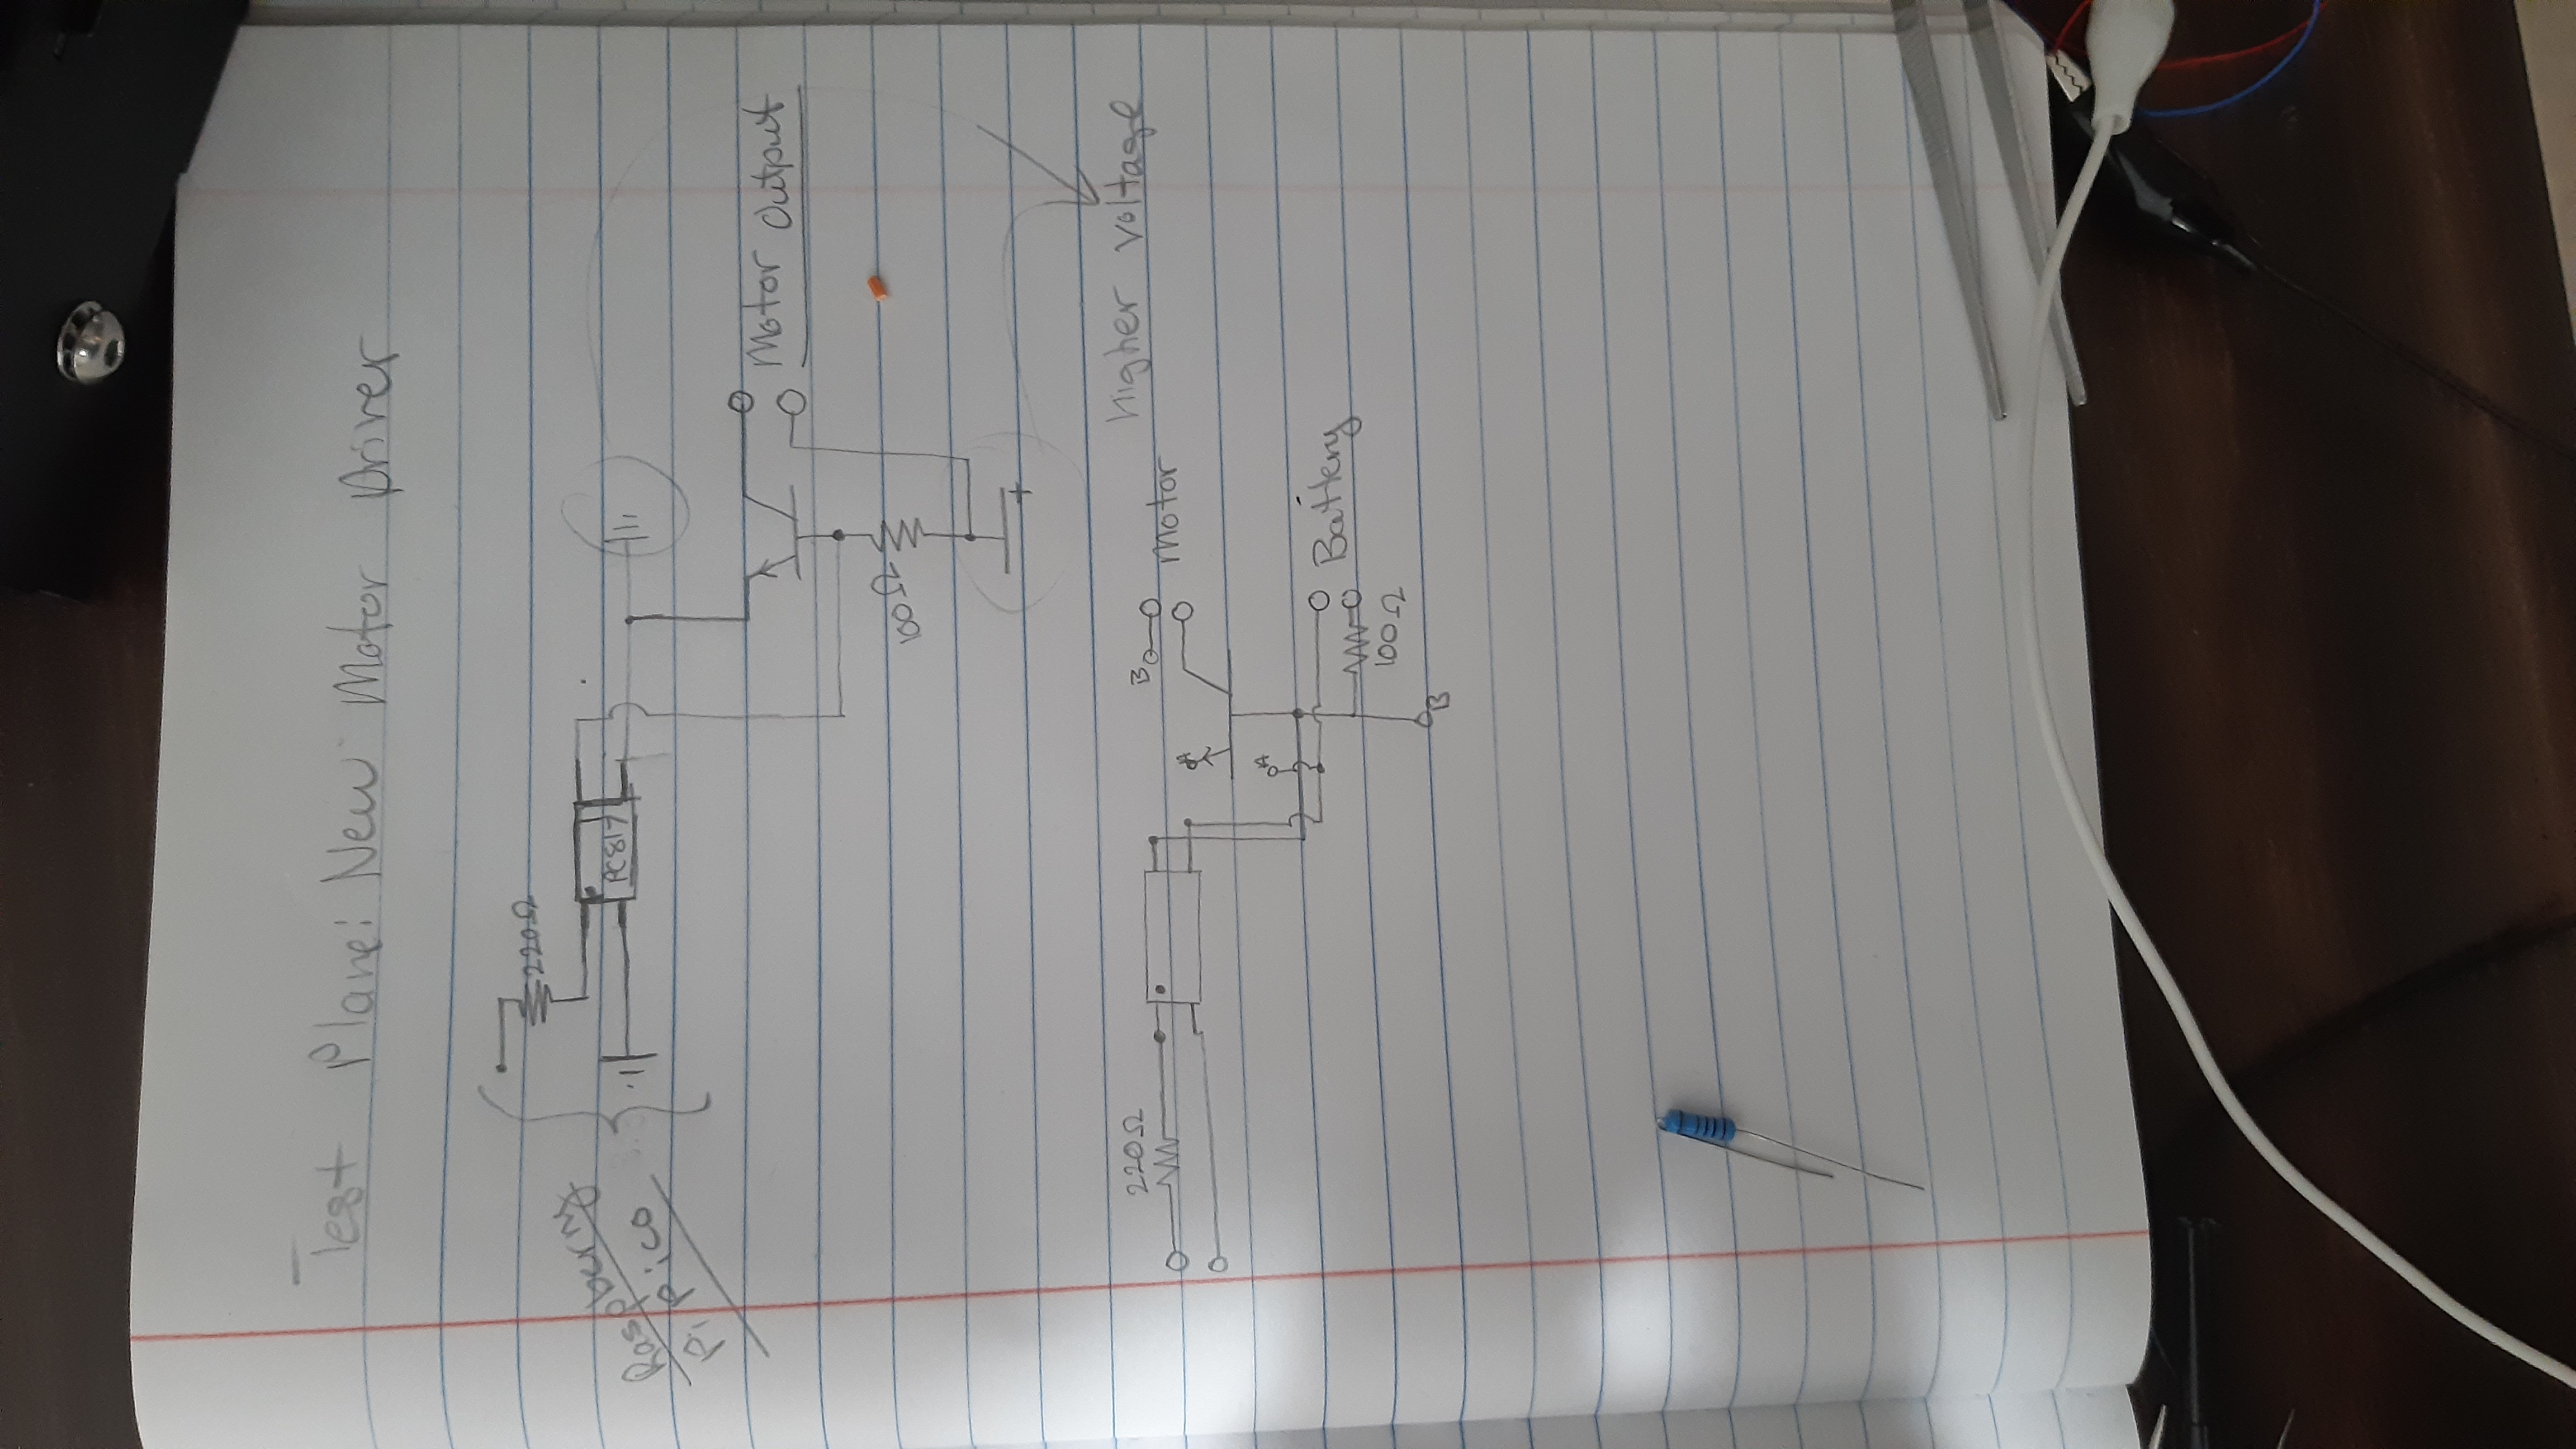 Test Plane: New Motor Driver
220Ω
Raspberry
Pi pico
PC817
Motor Output
100Ω
+
higher voltage
220Ω
B
Motor
A
A
Battery
100Ω
B